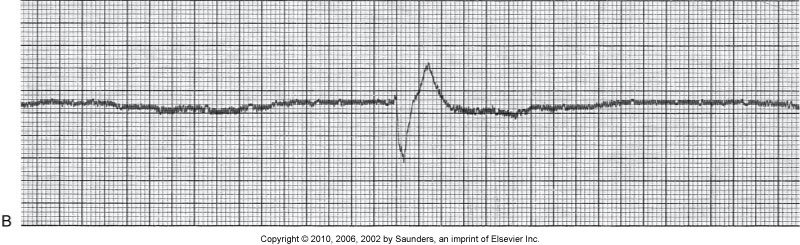 B
Copyright © 2010, 2006, 2002 by Saunders, an imprint of Elsevier Inc.